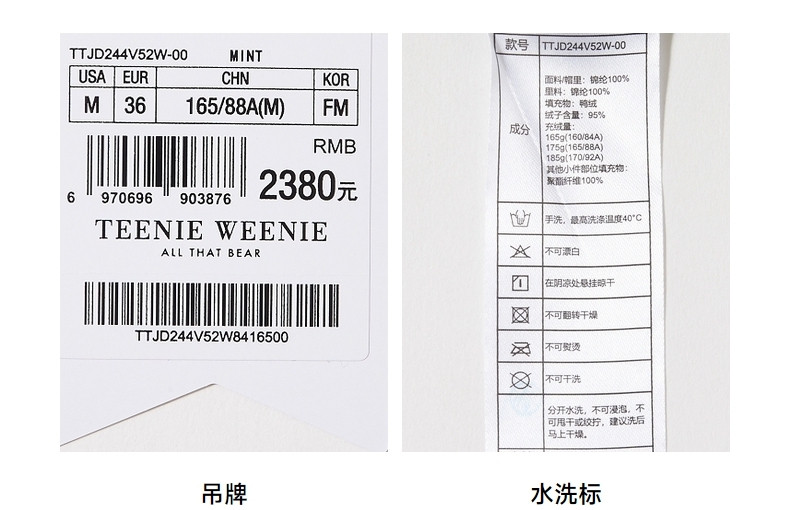 TTJD244V52W-00 MINT
USA EUR CHN KOR
M 36 165/88A(M) FM
RMB
2380元
6 970696 903876
TEENIE WEENIE
ALL THAT BEAR
TTJD244V52W8416500
吊牌
款号 TTJD244V52W-00
成分
面料/帽里：锦纶100%
里料：锦纶100%
填充物：鸭绒
绒子含量：95%
充绒量：
165g(160/84A)
175g(165/88A)
185g(170/92A)
其他小件部位填充物：
聚酯纤维100%
手洗，最高洗涤温度40°C
不可漂白
在阴凉处悬挂晾干
不可翻转干燥
不可熨烫
不可干洗
分开水洗，不可浸泡，不
可甩干或绞拧，建议洗后
马上干燥。
水洗标